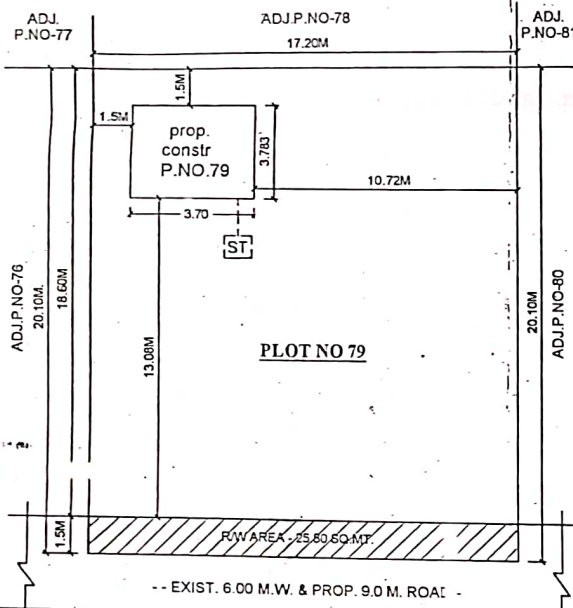 ADJ.
P.NO-77
ADJ.P.NO-78
ADJ.
P.NO-81
17.20M
1.5M
1.5M
prop.
constr
P.NO.79
3.783'
10.72M
3.70
ST
ADJ.P.NO-76
20.10M.
18.60M
13.08M
PLOT NO 79
20.10M
ADJ.P.NO-80
1.5M
R/W AREA - 25.80 SQ.MT.
-- EXIST. 6.00 M.W. & PROP. 9.0 M. ROAD -